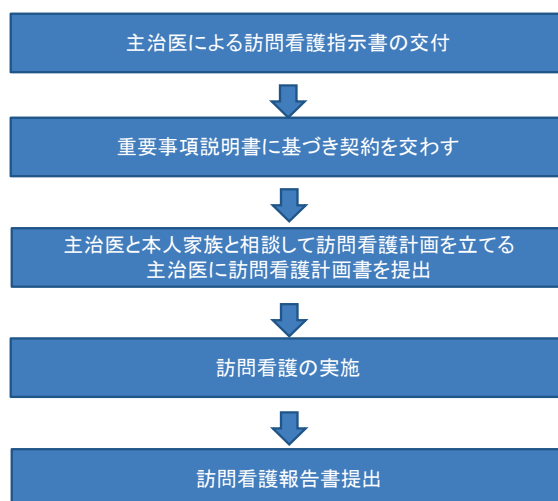 主治医による訪問看護指示書の交付
重要事項説明書に基づき契約を交わす
主治医と本人家族と相談して訪問看護計画を立てる
主治医に訪問看護計画書を提出
訪問看護の実施
訪問看護報告書提出